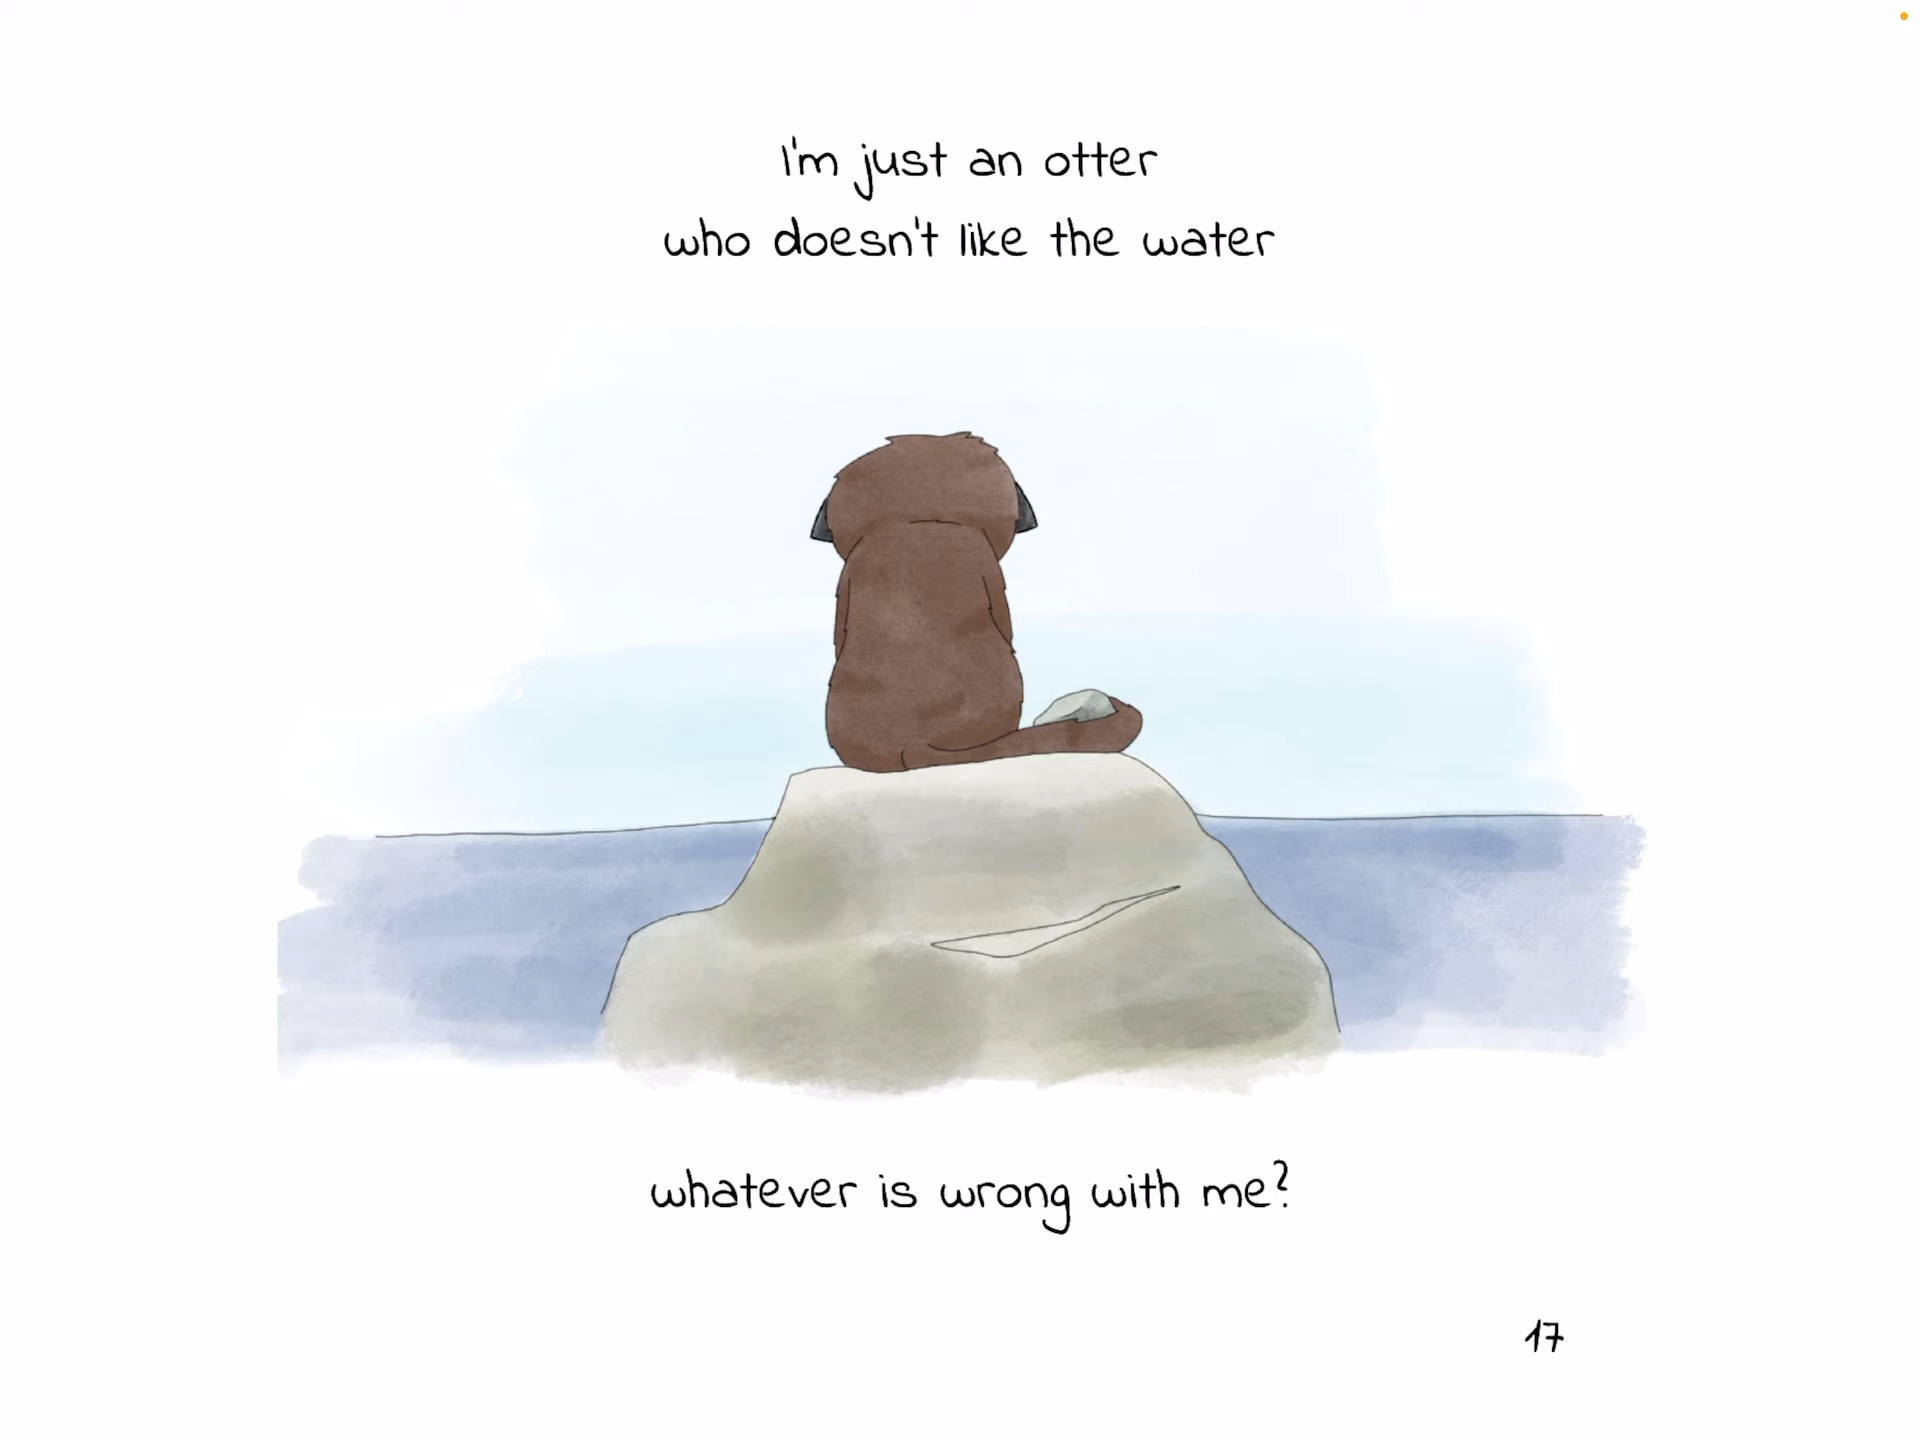 I'm just an otter
who doesn't like the water
whatever is wrong with me?
17